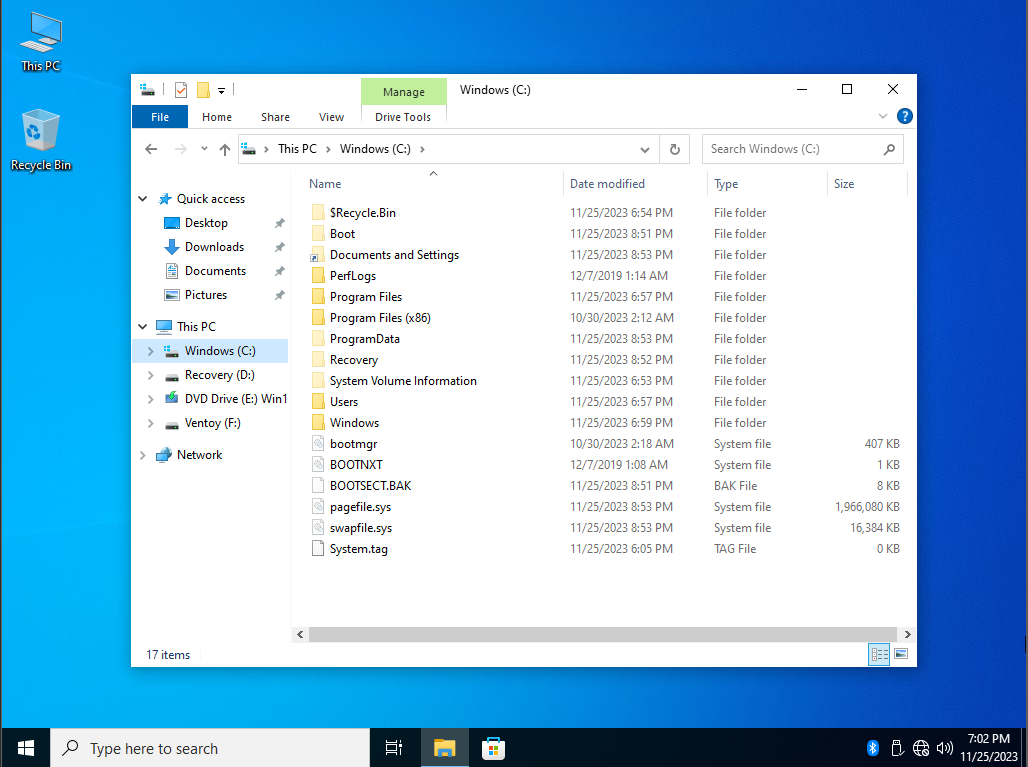 This PC
Recycle Bin
Manage
Windows (C:)
File
Home
Share
View
Drive Tools
?
This PC > Windows (C:) >
Search Windows (C:)
Name Date modified Type Size
Quick access
Desktop
Downloads
Documents
Pictures
This PC
Windows (C:)
Recovery (D:)
DVD Drive (E:) Win1
Ventoy (F:)
Network
$Recycle.Bin 11/25/2023 6:54 PM File folder
Boot 11/25/2023 8:51 PM File folder
Documents and Settings 11/25/2023 8:53 PM File folder
PerfLogs 12/7/2019 1:14 AM File folder
Program Files 11/25/2023 6:57 PM File folder
Program Files (x86) 10/30/2023 2:12 AM File folder
ProgramData 11/25/2023 8:53 PM File folder
Recovery 11/25/2023 8:52 PM File folder
System Volume Information 11/25/2023 6:53 PM File folder
Users 11/25/2023 6:57 PM File folder
Windows 11/25/2023 6:59 PM File folder
bootmgr 10/30/2023 2:18 AM System file 407 KB
BOOTNXT 12/7/2019 1:08 AM System file 1 KB
BOOTSECT.BAK 11/25/2023 8:51 PM BAK File 8 KB
pagefile.sys 11/25/2023 8:53 PM System file 1,966,080 KB
swapfile.sys 11/25/2023 8:53 PM System file 16,384 KB
System.tag 11/25/2023 6:05 PM TAG File 0 KB
17 items
Type here to search
7:02 PM
11/25/2023